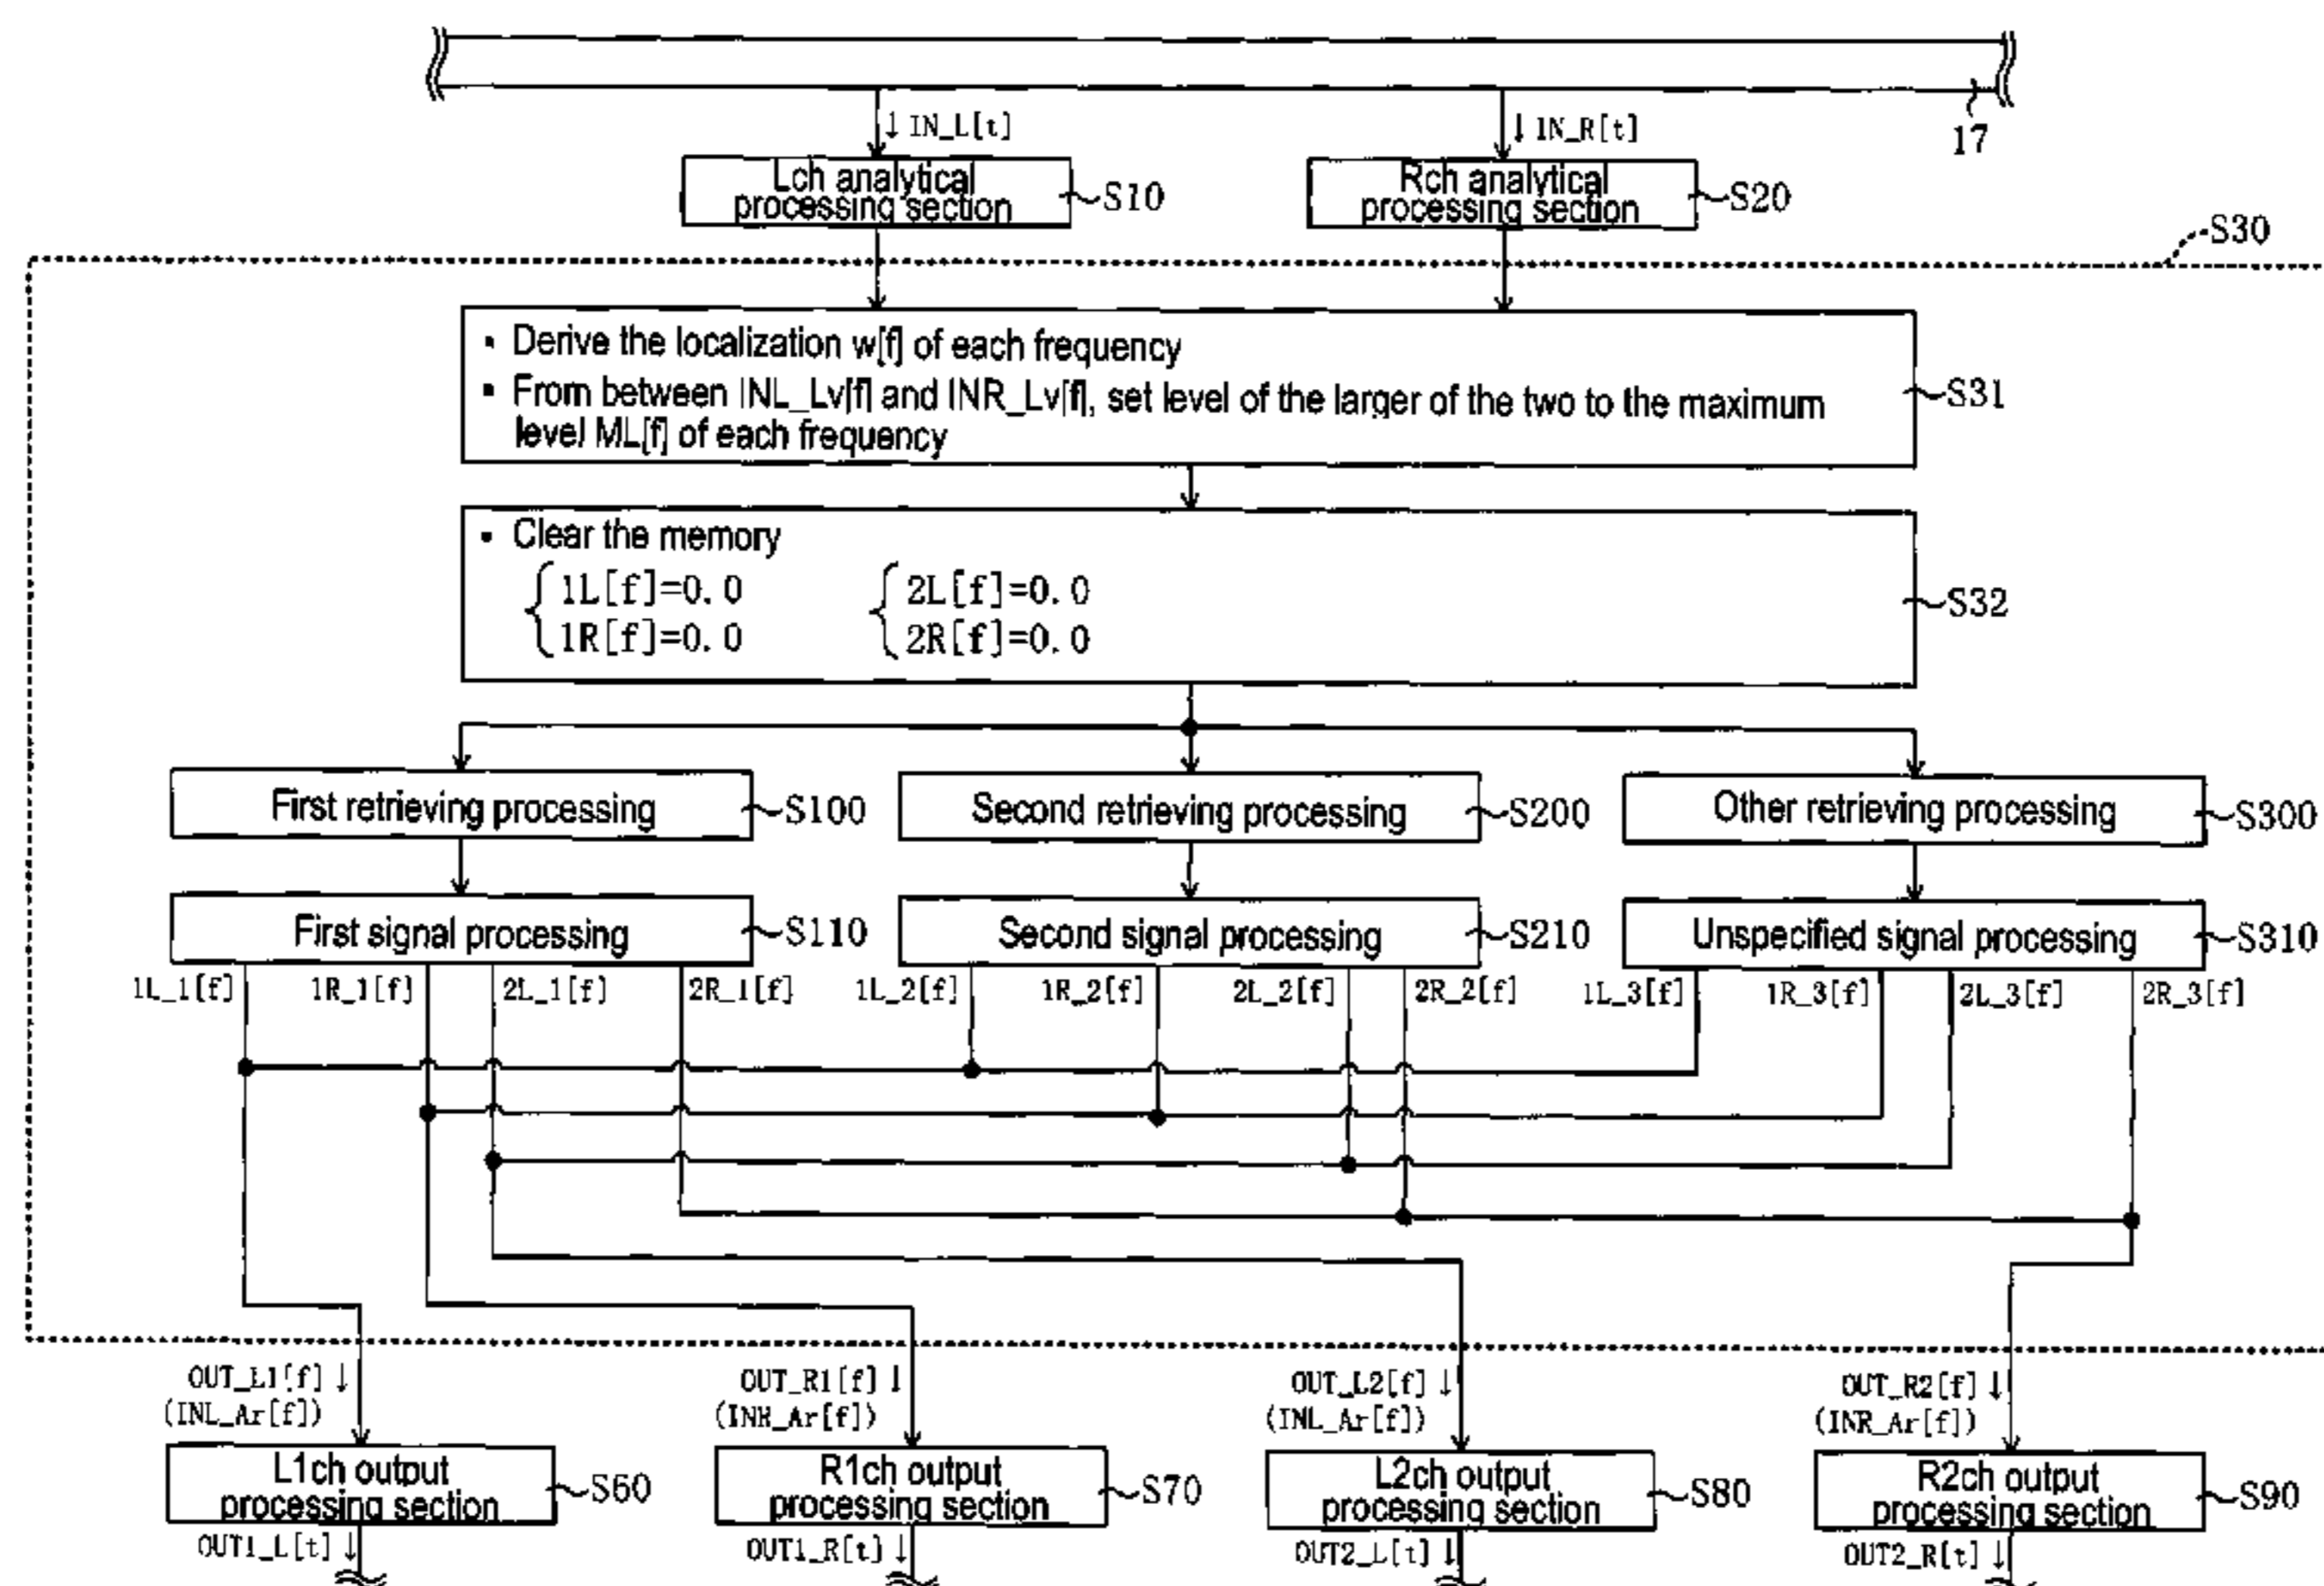 ↓ IN_L[t]
↓ IN_R[t]
17
Lch analytical
processing section
S10
Rch analytical
processing section
S20
S30
▪ Derive the localization w[f] of each frequency
▪ From between INL_Lv[f] and INR_Lv[f], set level of the larger of the two to the maximum
level ML[f] of each frequency
S31
▪ Clear the memory
1L[f]=0.0
2L[f]=0.0
1R[f]=0.0
2R[f]=0.0
S32
First retrieving processing
S100
Second retrieving processing
S200
Other retrieving processing
S300
First signal processing
S110
Second signal processing
S210
Unspecified signal processing
S310
1L_1[f]
1R_1[f]
2L_1[f]
2R_1[f]
1L_2[f]
1R_2[f]
2L_2[f]
2R_2[f]
1L_3[f]
1R_3[f]
2L_3[f]
2R_3[f]
OUT_L1[f] ↓
(INL_Ar[f])
OUT_R1[f] ↓
(INR_Ar[f])
OUT_L2[f] ↓
(INL_Ar[f])
OUT_R2[f] ↓
(INR_Ar[f])
L1ch output
processing section
S60
R1ch output
processing section
S70
L2ch output
processing section
S80
R2ch output
processing section
S90
OUT1_L[t] ↓
OUT1_R[t] ↓
OUT2_L[t] ↓
OUT2_R[t] ↓